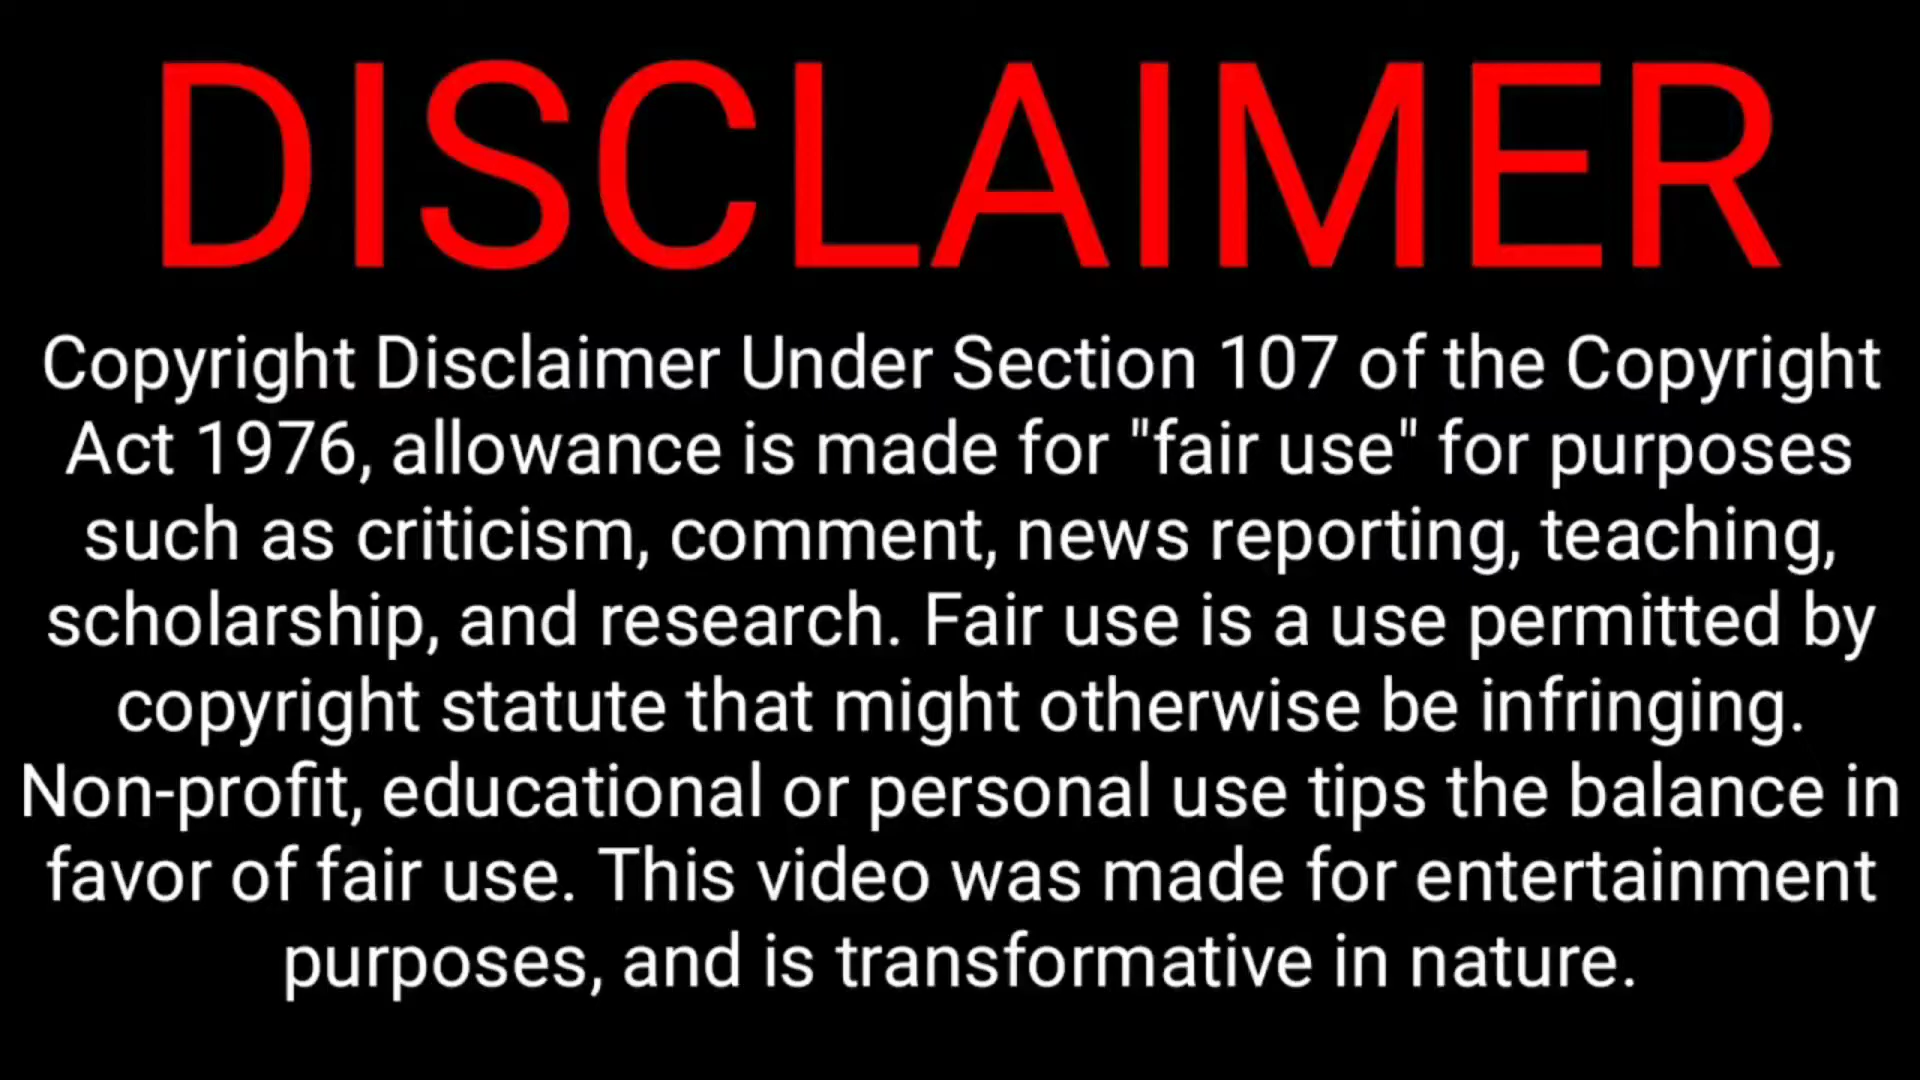 DISCLAIMER
Copyright Disclaimer Under Section 107 of the Copyright
Act 1976, allowance is made for "fair use" for purposes
such as criticism, comment, news reporting, teaching,
scholarship, and research. Fair use is a use permitted by
copyright statute that might otherwise be infringing.
Non-profit, educational or personal use tips the balance in
favor of fair use. This video was made for entertainment
purposes, and is transformative in nature.